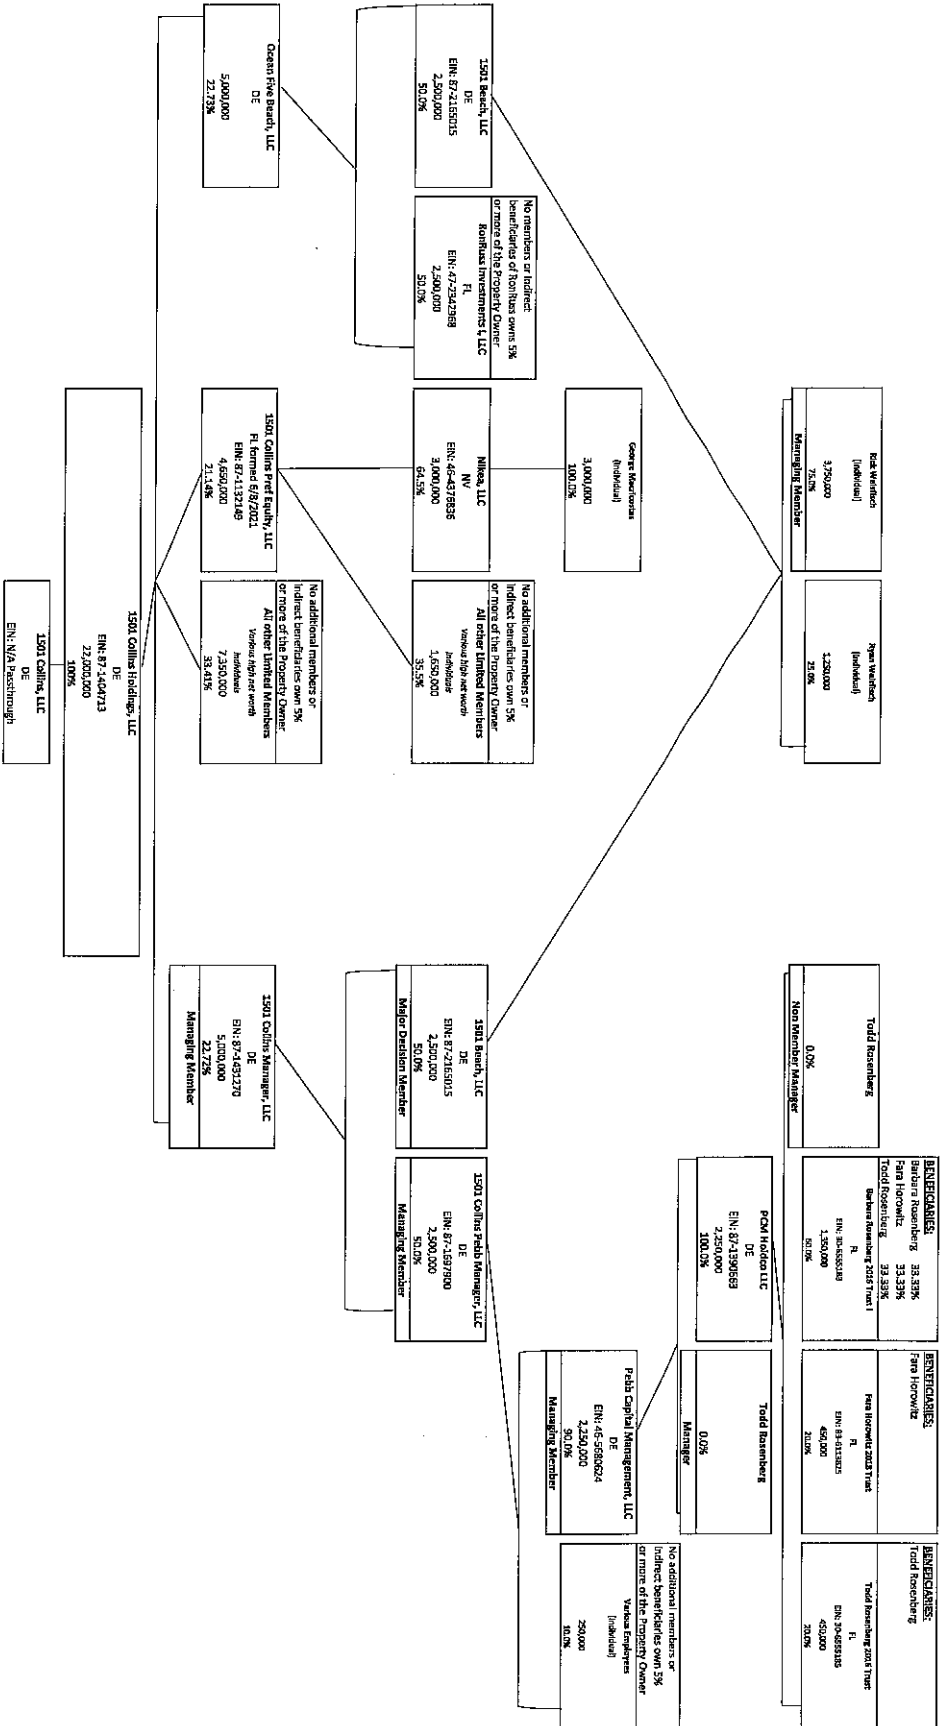 Rick Weinfisch
(Individual)
3,750,000
75.0%
Managing Member
Ryan Weinfisch
(Individual)
1,250,000
25.0%
Todd Rosenberg
0.0%
Non Member Manager
BENEFICIARIES:
Barbara Rosenberg 33.33%
Fara Horowitz 33.33%
Todd Rosenberg 33.33%
Barbara Rosenberg 2016 Trust I
FL
1,350,000
60.0%
BENEFICIARIES:
Fara Horowitz
Fara Horowitz 2018 Trust
FL
450,000
20.0%
BENEFICIARIES:
Todd Rosenberg
Todd Rosenberg 2016 Trust
FL
450,000
20.0%
PCM Holdco LLC
DE
EIN: 87-1390663
2,250,000
100.0%
Todd Rosenberg
0.0%
Manager
George Mauricostas
(Individual)
3,000,000
100.0%
Pebb Capital Management, LLC
DE
EIN: 46-5680624
2,250,000
90.0%
Managing Member
No additional members or
indirect beneficiaries own 5%
or more of the Property Owner
Various Employees
(Individual)
250,000
10.0%
1501 Beach, LLC
DE
EIN: 87-2165015
2,500,000
50.0%
No members or indirect
beneficiaries of RonRuss owns 5%
or more of the Property Owner
RonRuss Investments I, LLC
FL
EIN: 47-2342968
2,500,000
50.0%
Nikea, LLC
NV
EIN: 46-4376836
3,000,000
64.5%
No additional members or
indirect beneficiaries own 5%
or more of the Property Owner
All other Limited Members
Various high net worth
individuals
1,650,000
35.5%
1501 Beach, LLC
DE
EIN: 87-2165015
2,500,000
50.0%
Major Decision Member
1501 Collins Pebb Manager, LLC
DE
EIN: 87-1697900
2,500,000
50.0%
Managing Member
Ocean Five Beach, LLC
DE
5,000,000
22.73%
1501 Collins Pref Equity, LLC
FL formed 6/8/2021
EIN: 87-1132149
4,650,000
21.14%
No additional members or
indirect beneficiaries own 5%
or more of the Property Owner
All other Limited Members
Various high net worth
individuals
7,350,000
33.41%
1501 Collins Manager, LLC
DE
EIN: 87-1431270
5,000,000
22.72%
Managing Member
1501 Collins Holdings, LLC
DE
EIN: 87-1404713
22,000,000
100%
1501 Collins, LLC
DE
EIN: N/A Passthrough